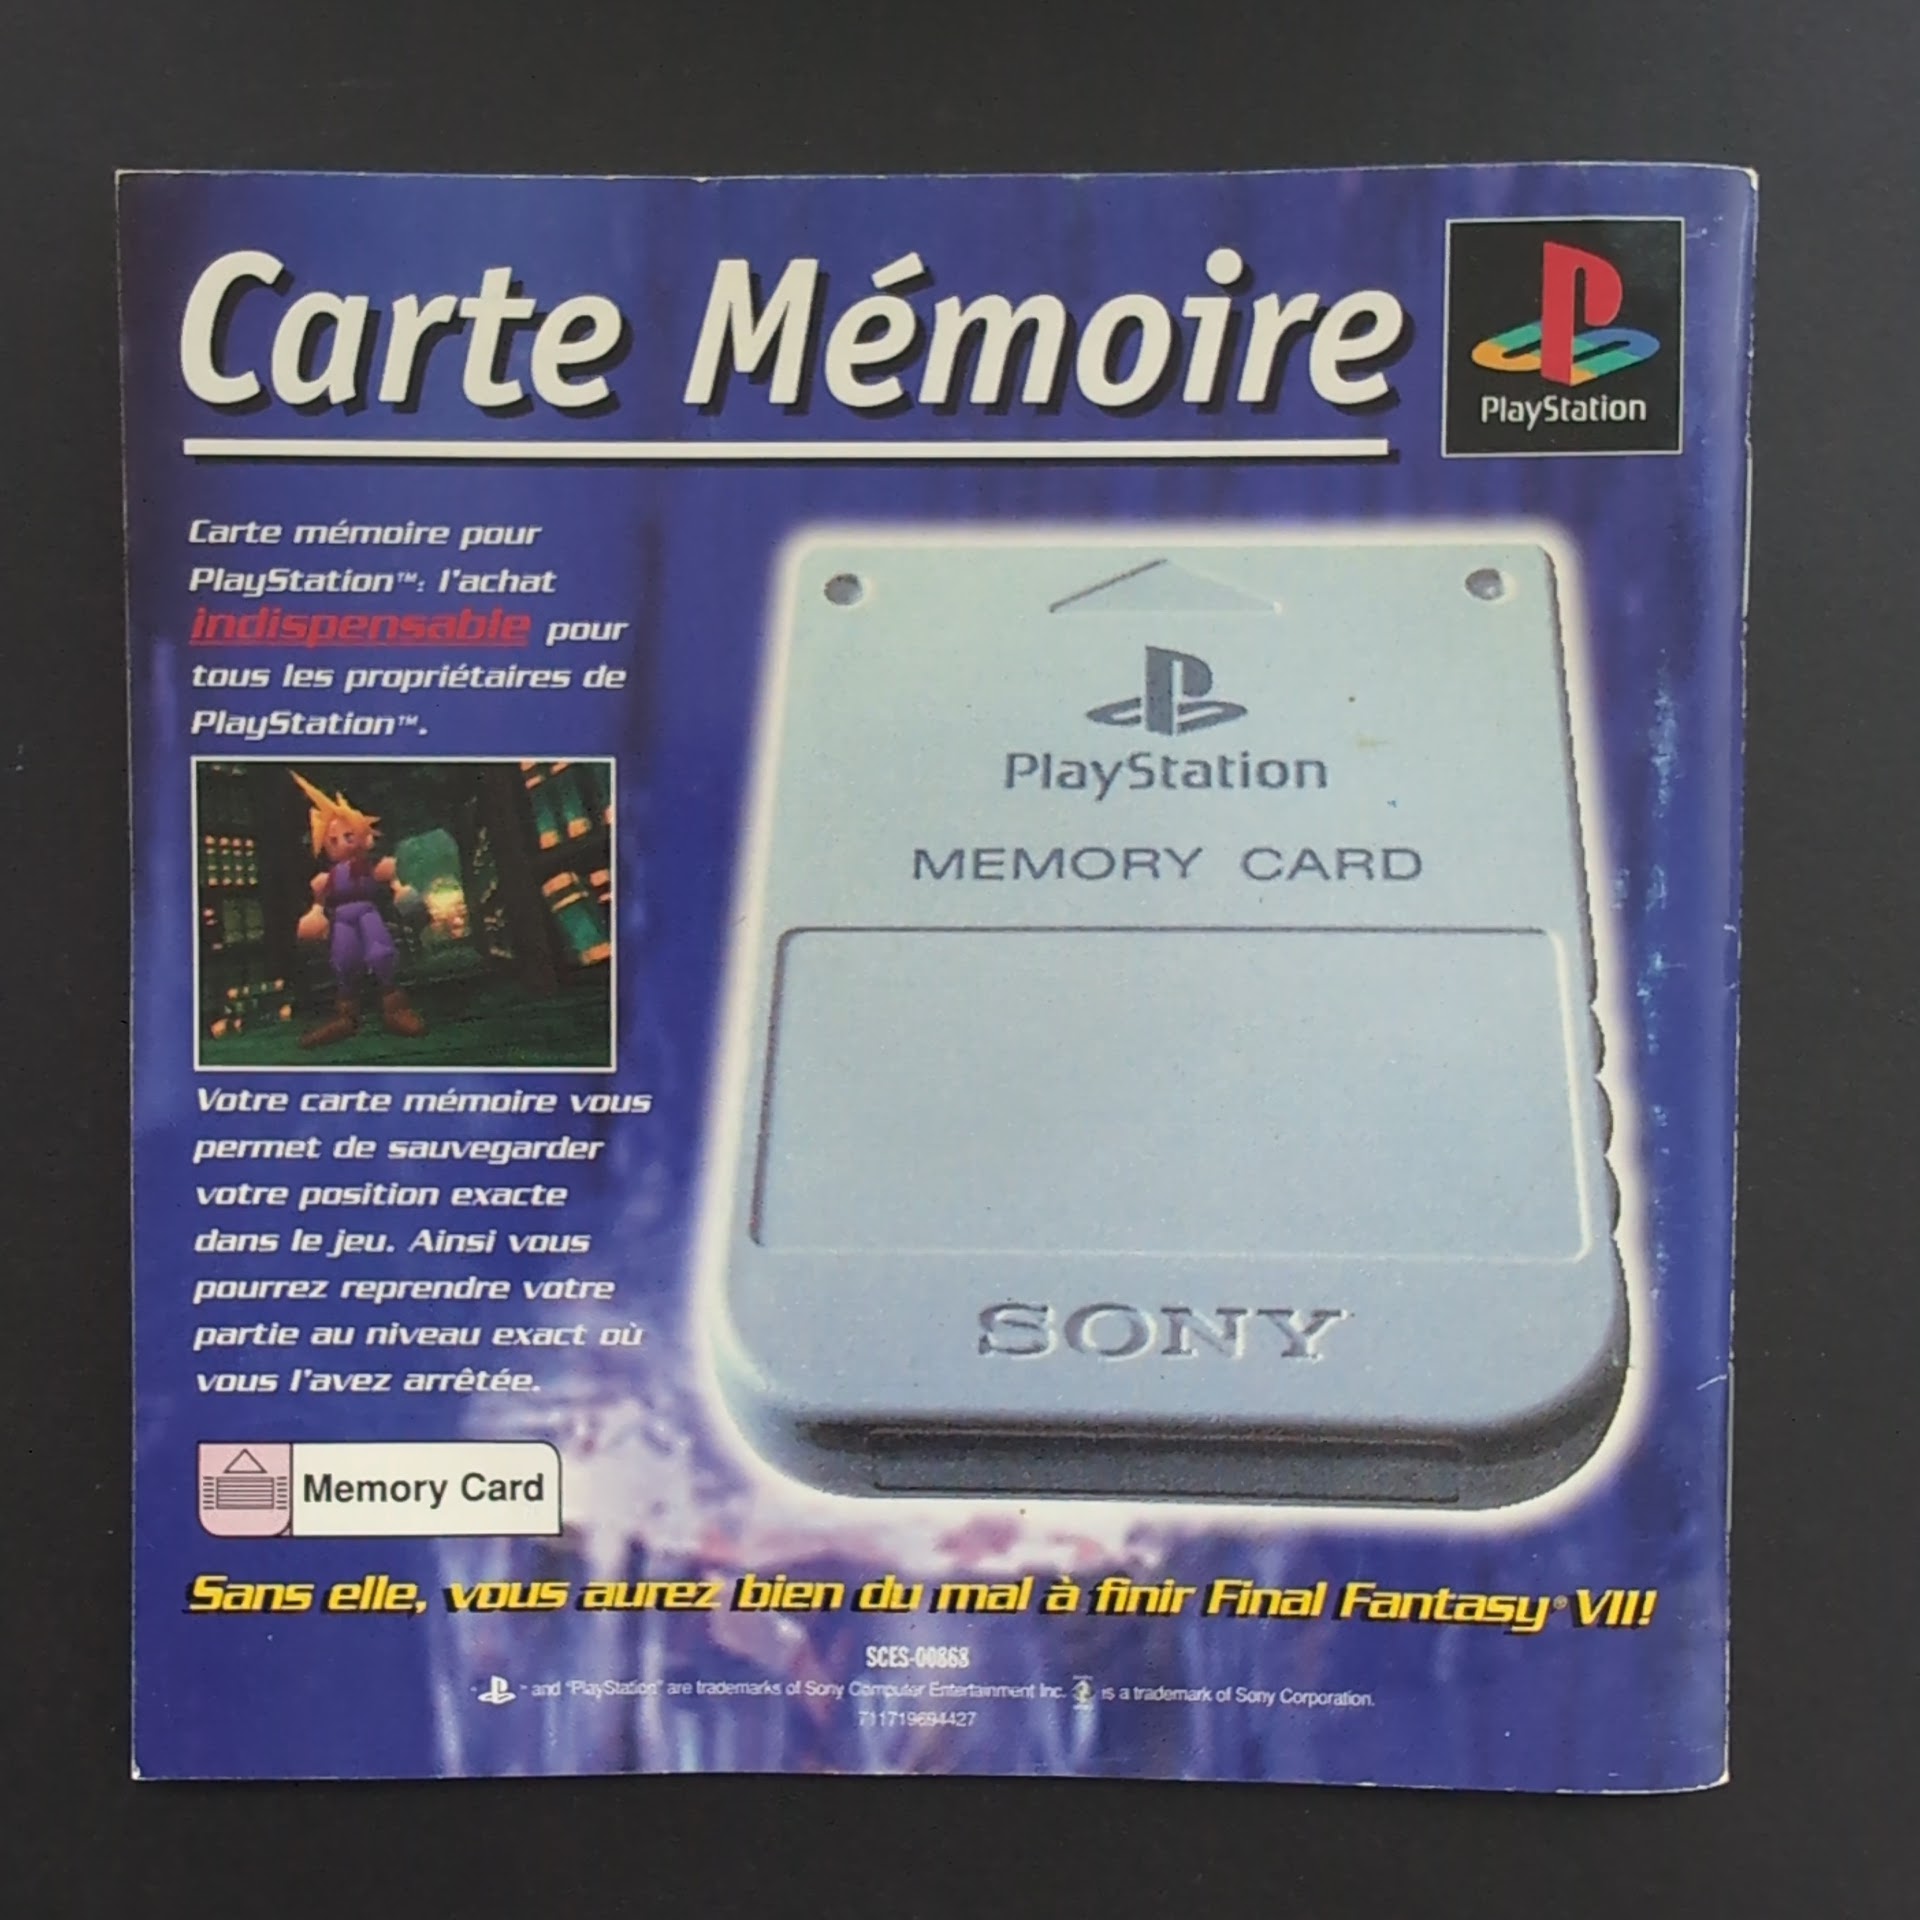 Carte Mémoire
PlayStation
Carte mémoire pour
PlayStation™: l'achat
indispensable pour
tous les propriétaires de
PlayStation™.
PlayStation
MEMORY CARD
SONY
Votre carte mémoire vous
permet de sauvegarder
votre position exacte
dans le jeu. Ainsi vous
pourrez reprendre votre
partie au niveau exact où
vous l'avez arrêtée.
Memory Card
Sans elle, vous aurez bien du mal à finir Final Fantasy® VII!
SCES-00868
" " and "PlayStation" are trademarks of Sony Computer Entertainment Inc. is a trademark of Sony Corporation.
711719694427